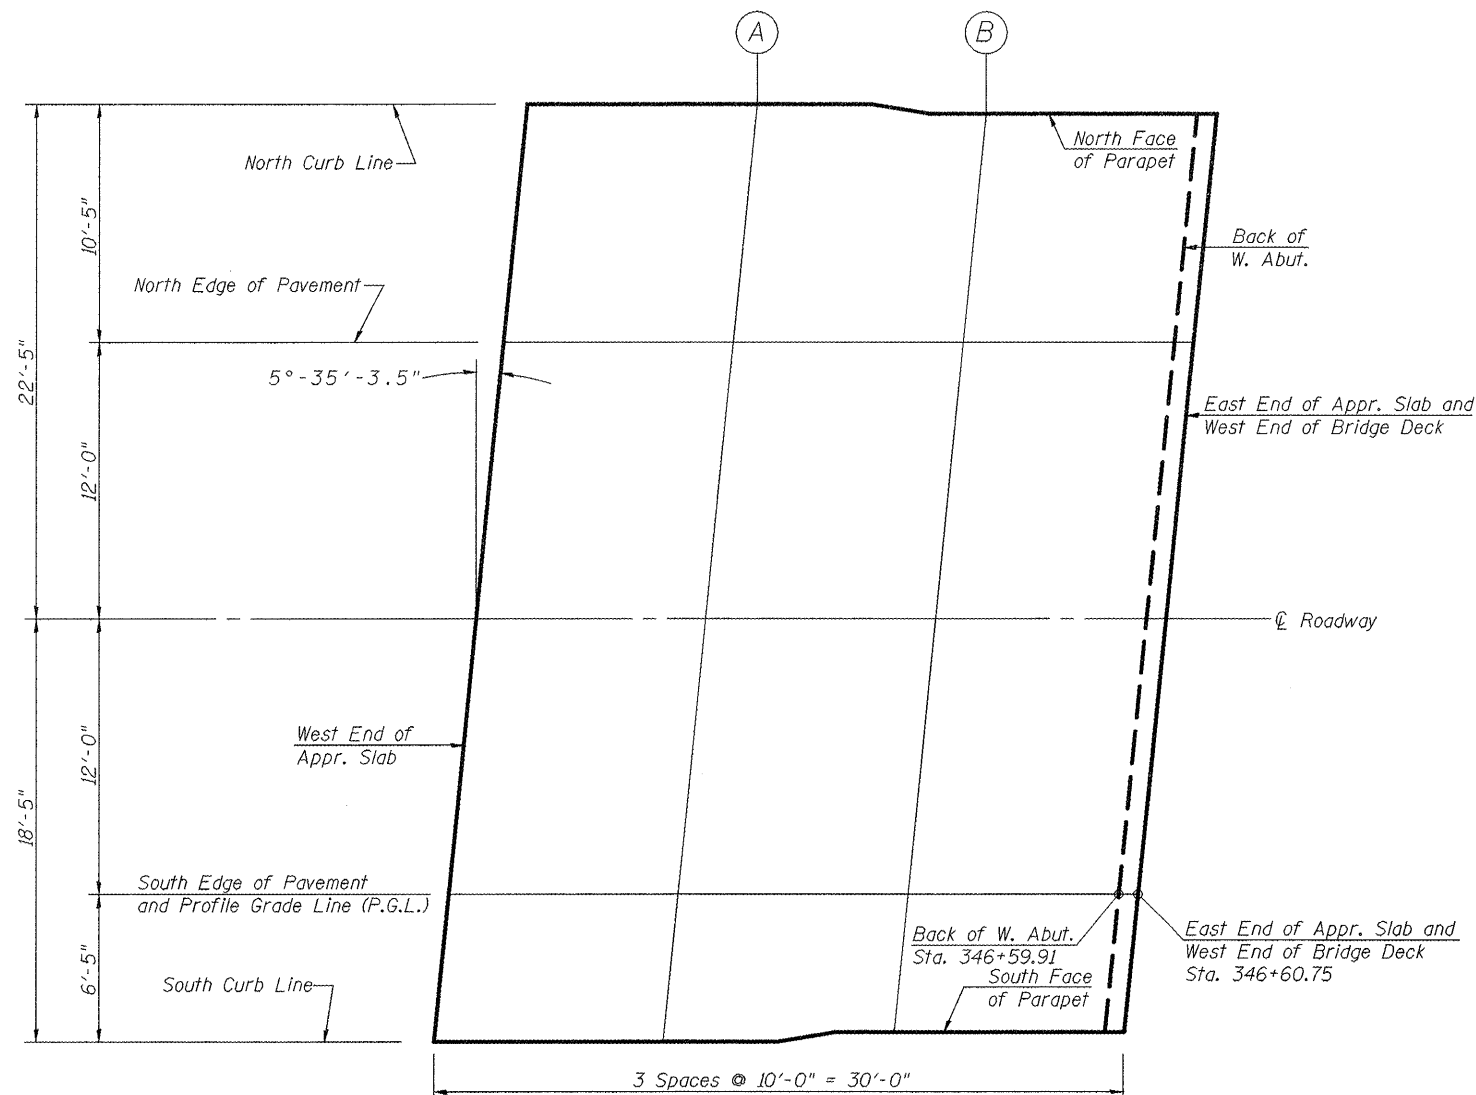 A
B
North Curb Line
North Face
of Parapet
10'-5"
Back of
W. Abut.
North Edge of Pavement
22'-5"
5°-35'-3.5"
East End of Appr. Slab and
West End of Bridge Deck
12'-0"
℄ Roadway
West End of
Appr. Slab
12'-0"
18'-5"
South Edge of Pavement
and Profile Grade Line (P.G.L.)
Back of W. Abut.
Sta. 346+59.91
East End of Appr. Slab and
West End of Bridge Deck
Sta. 346+60.75
6'-5"
South Curb Line
South Face
of Parapet
3 Spaces @ 10'-0" = 30'-0"